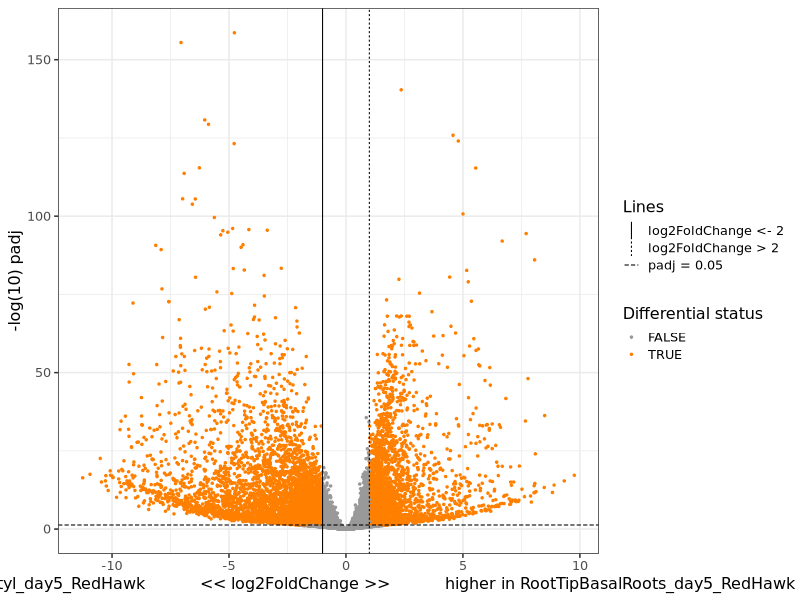 150
100
50
0
-log(10) padj
-10
-5
0
5
10
tyl_day5_RedHawk << log2FoldChange >> higher in RootTipBasalRoots_day5_RedHawk
Lines
log2FoldChange <- 2
log2FoldChange > 2
padj = 0.05
Differential status
FALSE
TRUE